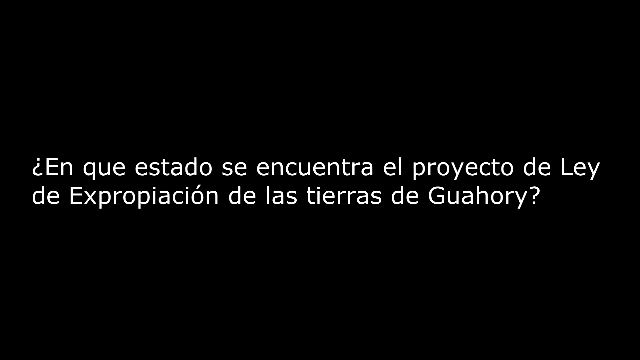 ¿En que estado se encuentra el proyecto de Ley
de Expropiación de las tierras de Guahory?